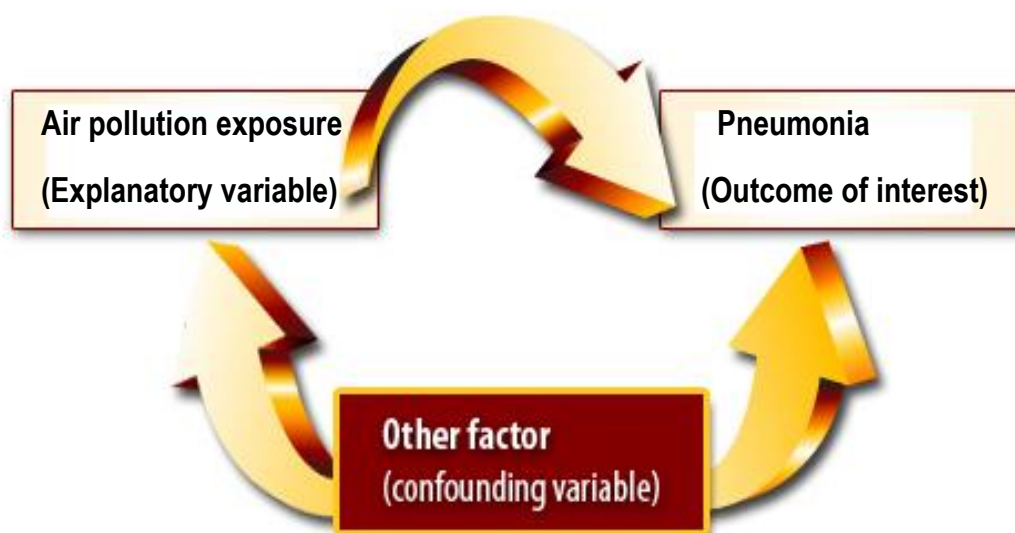 Air pollution exposure
(Explanatory variable)
Pneumonia
(Outcome of interest)
Other factor
(confounding variable)